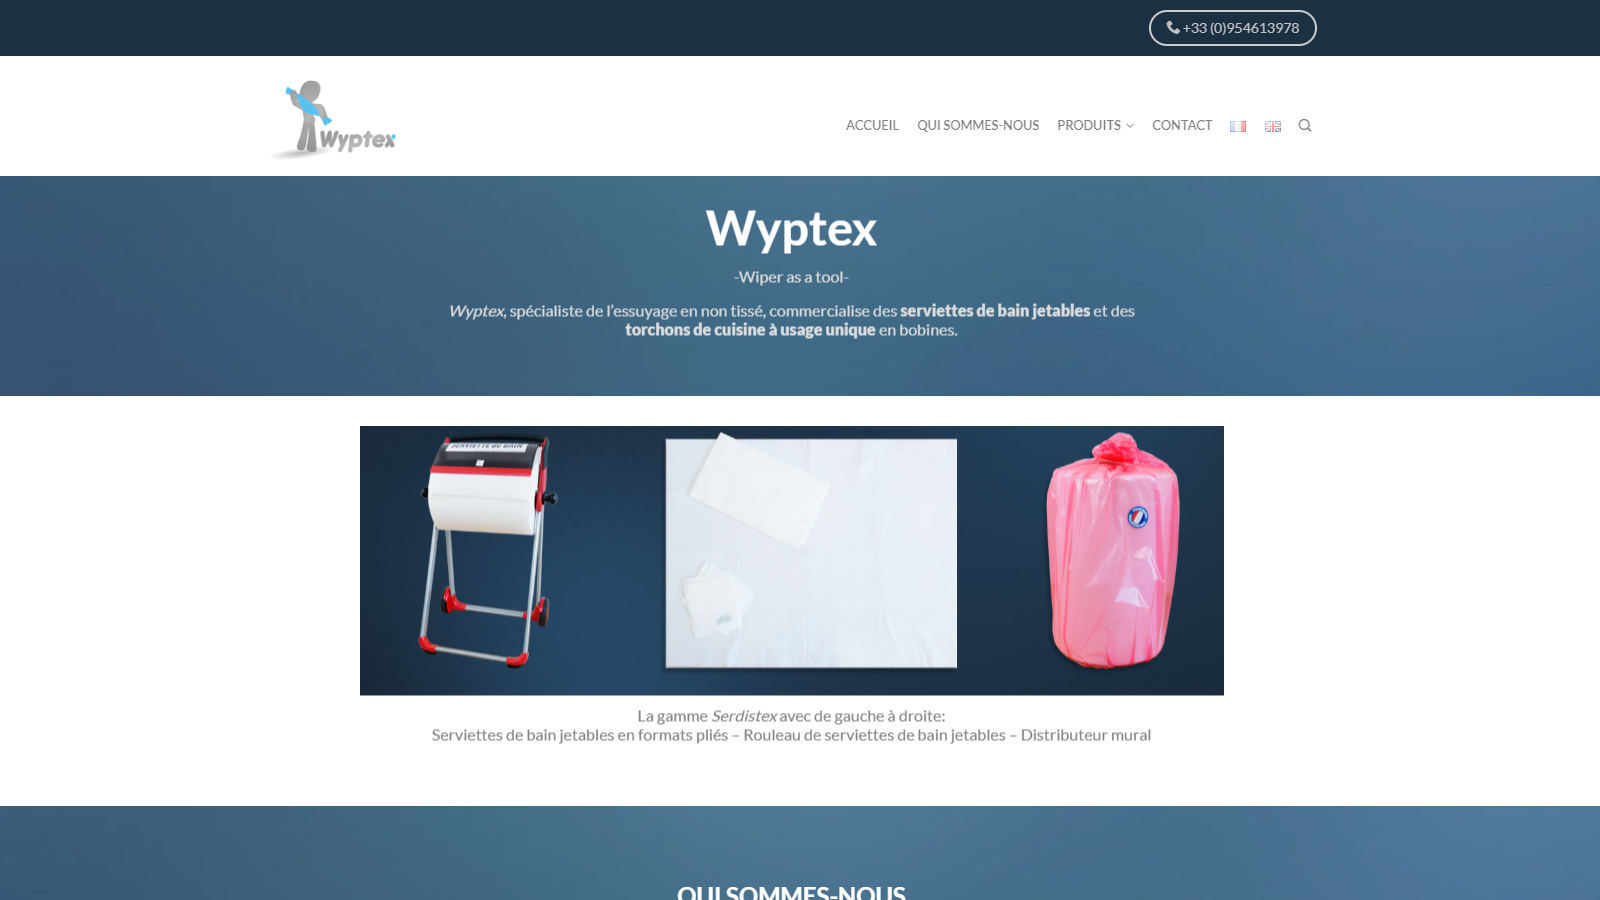 +33 (0)954613978
Wyptex
ACCUEIL QUI SOMMES-NOUS PRODUITS CONTACT
Wyptex
-Wiper as a tool-
Wyptex, spécialiste de l'essuyage en non tissé, commercialise des serviettes de bain jetables et des
torchons de cuisine à usage unique en bobines.
SERVIETTE de BAIN
La gamme Serdistex avec de gauche à droite:
Serviettes de bain jetables en formats pliés – Rouleau de serviettes de bain jetables – Distributeur mural
QUI SOMMES-NOUS